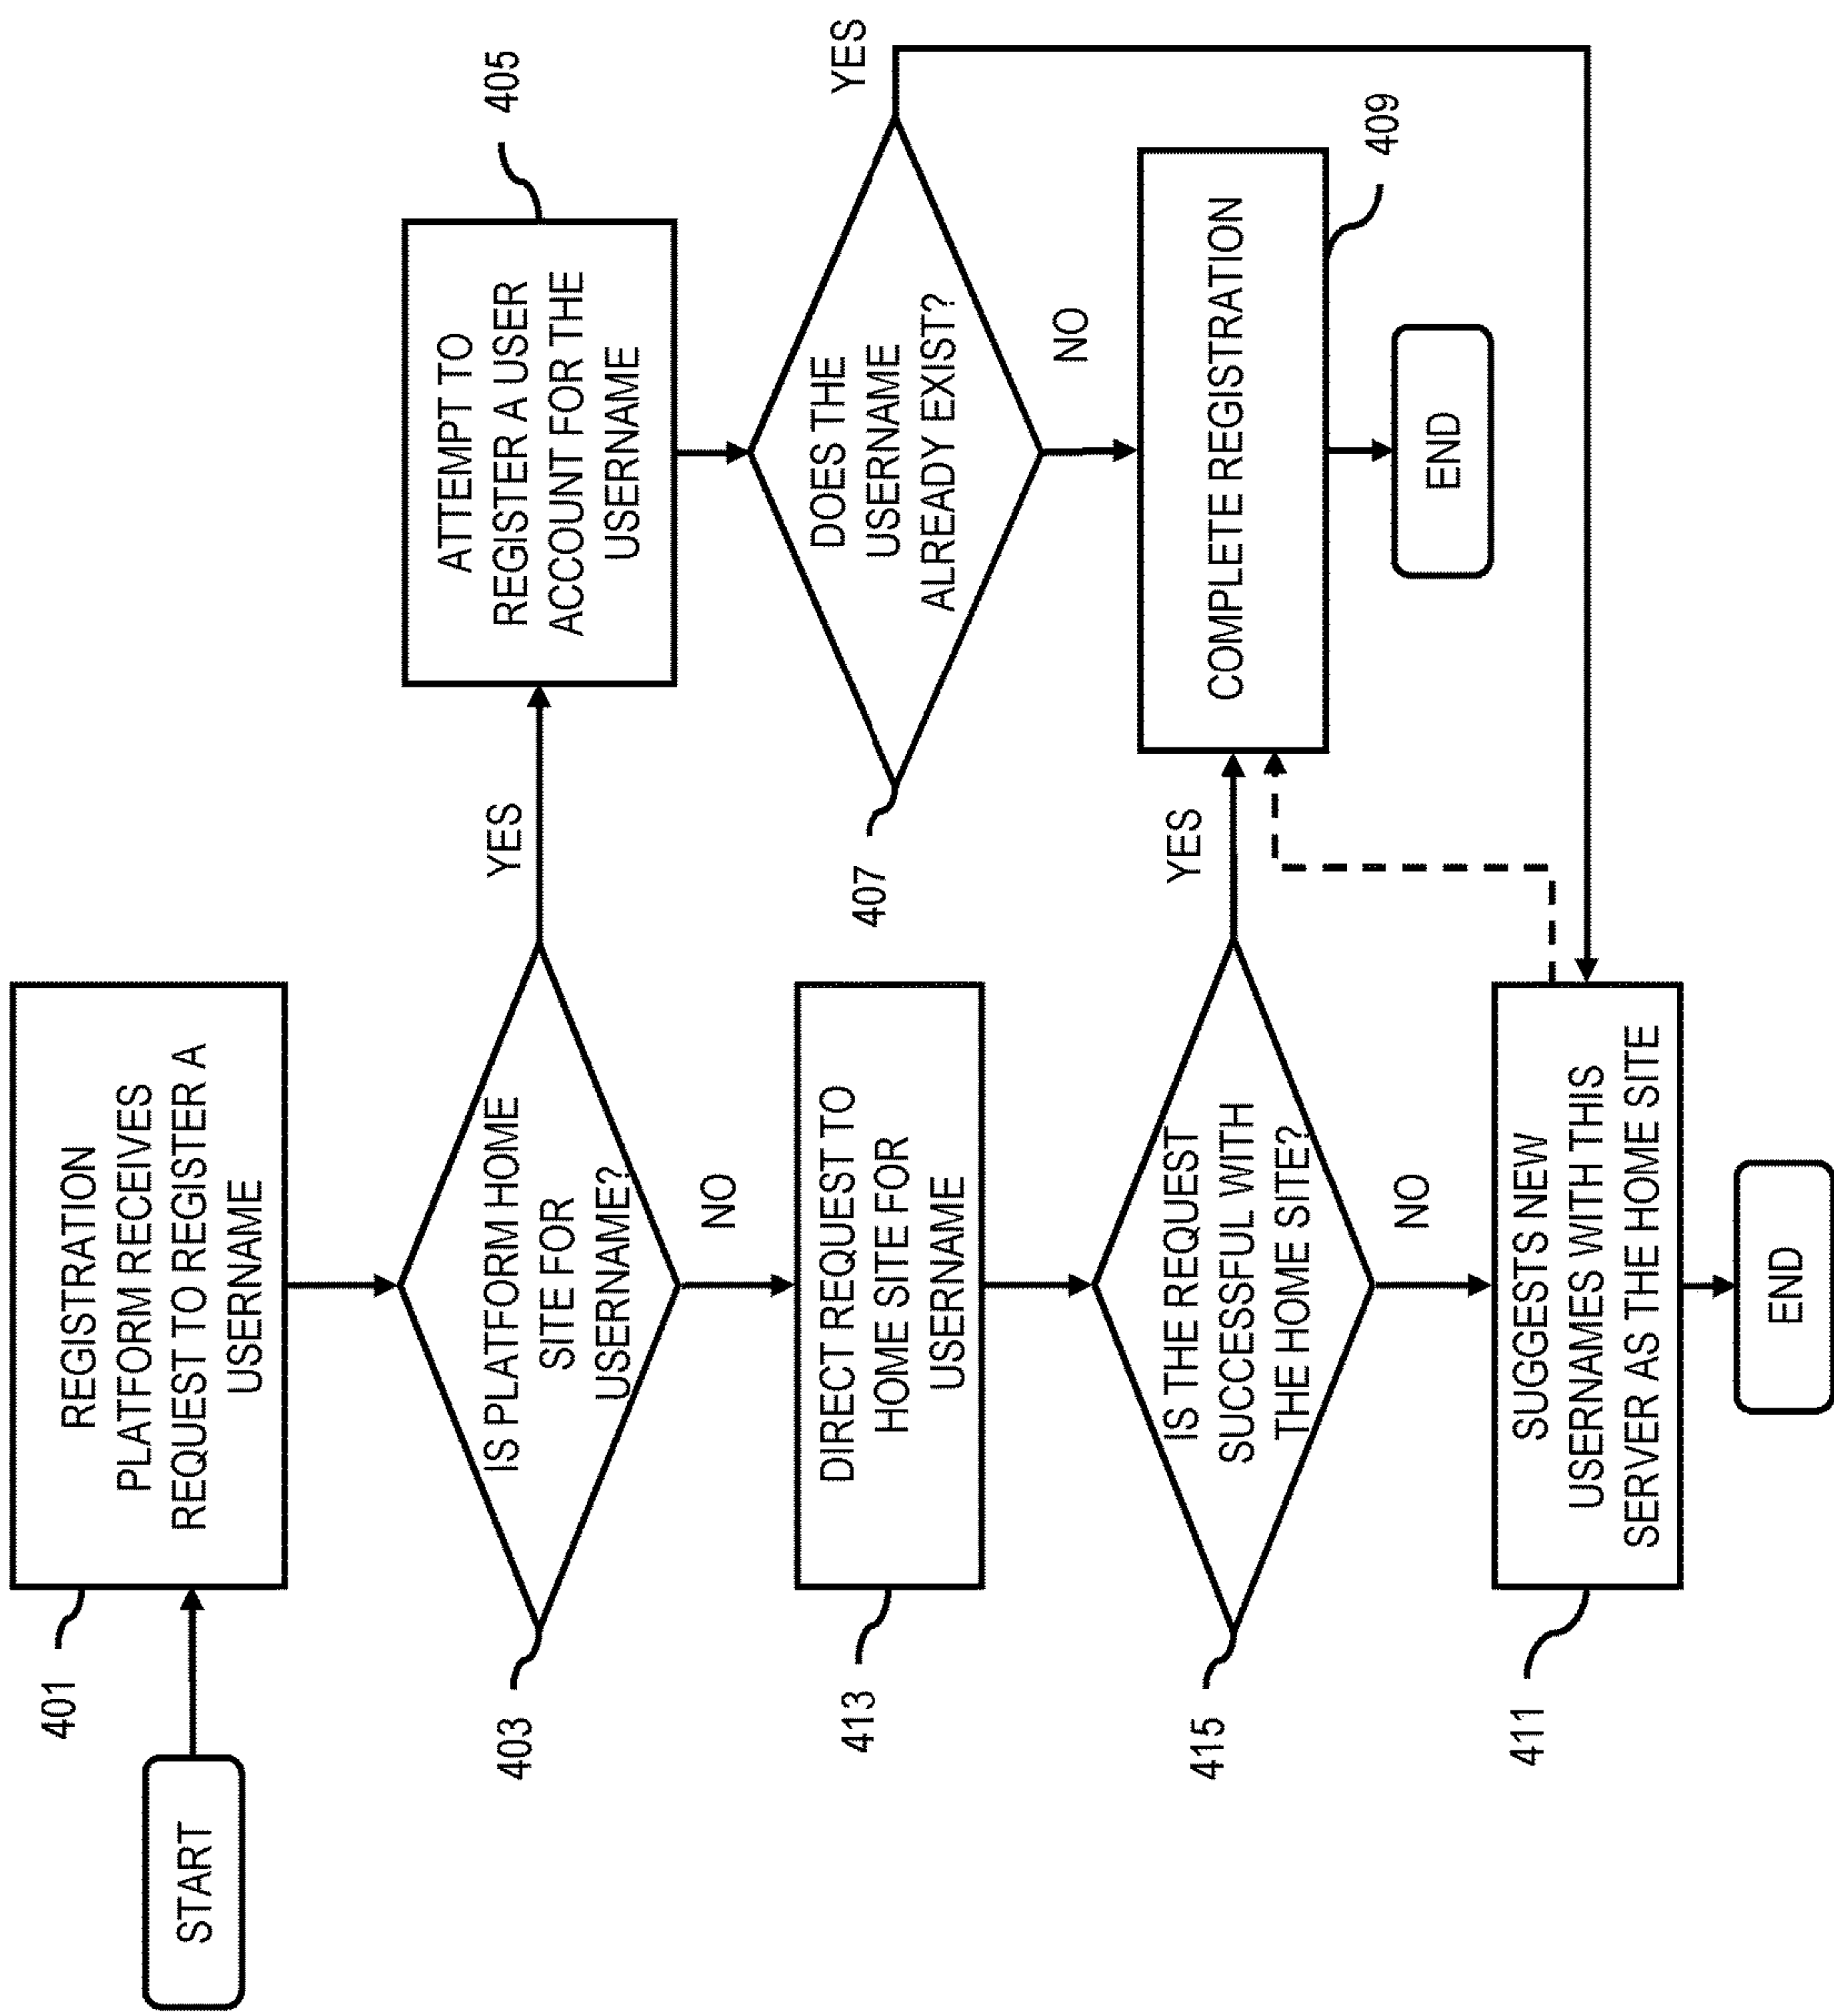 START
401
REGISTRATION
PLATFORM RECEIVES
REQUEST TO REGISTER A
USERNAME
403
IS PLATFORM HOME
SITE FOR
USERNAME?
YES
405
ATTEMPT TO
REGISTER A USER
ACCOUNT FOR THE
USERNAME
NO
407
DOES THE
USERNAME
ALREADY EXIST?
YES
413
DIRECT REQUEST TO
HOME SITE FOR
USERNAME
NO
415
IS THE REQUEST
SUCCESSFUL WITH
THE HOME SITE?
YES
COMPLETE REGISTRATION
409
NO
END
411
SUGGESTS NEW
USERNAMES WITH THIS
SERVER AS THE HOME SITE
END